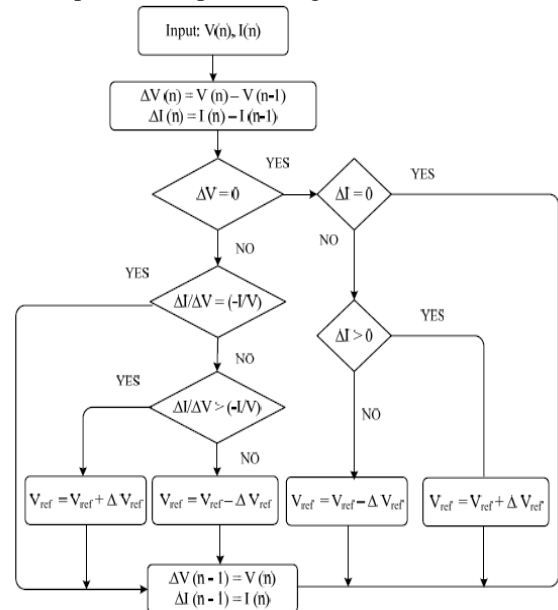 Input: V(n), I(n)
ΔV (n) = V (n) – V (n-1)
ΔI (n) = I (n) – I (n-1)
YES
YES
ΔV = 0
ΔI = 0
NO
NO
YES
ΔI/ΔV = (-I/V)
ΔI > 0
YES
NO
YES
ΔI/ΔV > (-I/V)
NO
NO
Vref = Vref + ΔVref
Vref = Vref – ΔVref
Vref = Vref – ΔVref
Vref = Vref + ΔVref
ΔV (n - 1) = V (n)
ΔI (n-1) = I (n)